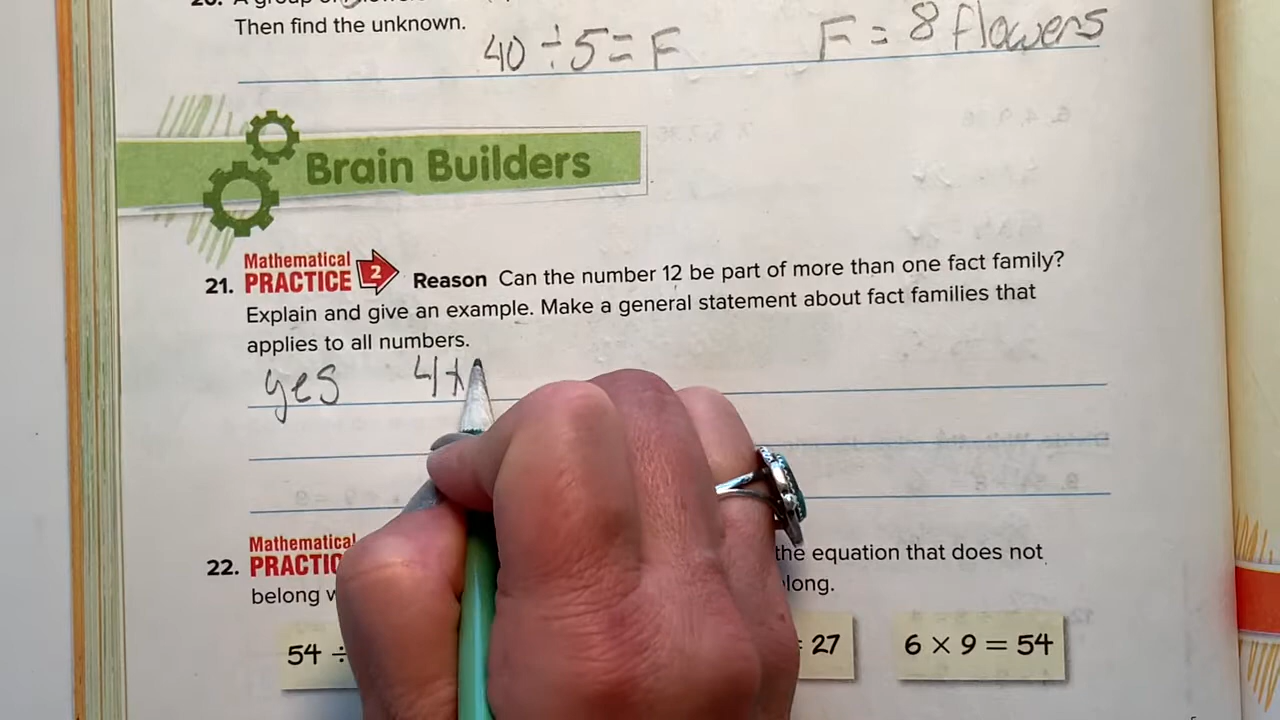 Then find the unknown.
40 ÷ 5 = F F = 8 flowers
Brain Builders
21. Mathematical PRACTICE 2 Reason Can the number 12 be part of more than one fact family?
Explain and give an example. Make a general statement about fact families that
applies to all numbers.
yes 4×
22. Mathematical the equation that does not
belong
54 ÷ 27 6 × 9 = 54